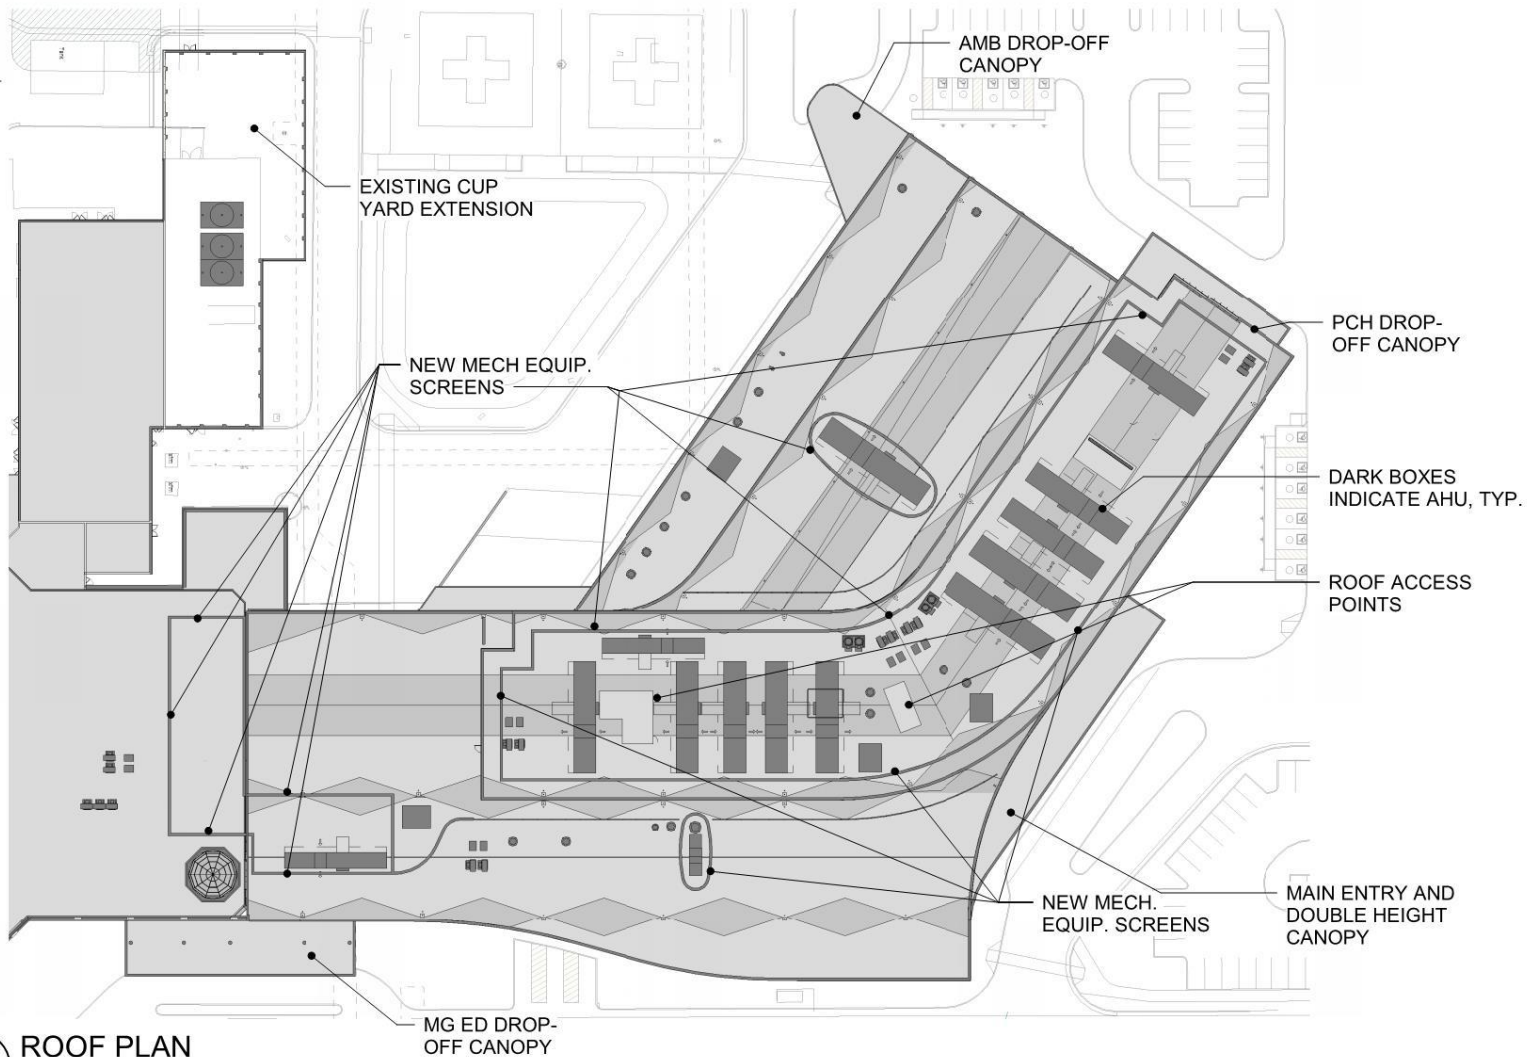 AMB DROP-OFF
CANOPY
EXISTING CUP
YARD EXTENSION
PCH DROP-
OFF CANOPY
NEW MECH EQUIP.
SCREENS
DARK BOXES
INDICATE AHU, TYP.
ROOF ACCESS
POINTS
NEW MECH.
EQUIP. SCREENS
MAIN ENTRY AND
DOUBLE HEIGHT
CANOPY
MG ED DROP-
OFF CANOPY
ROOF PLAN